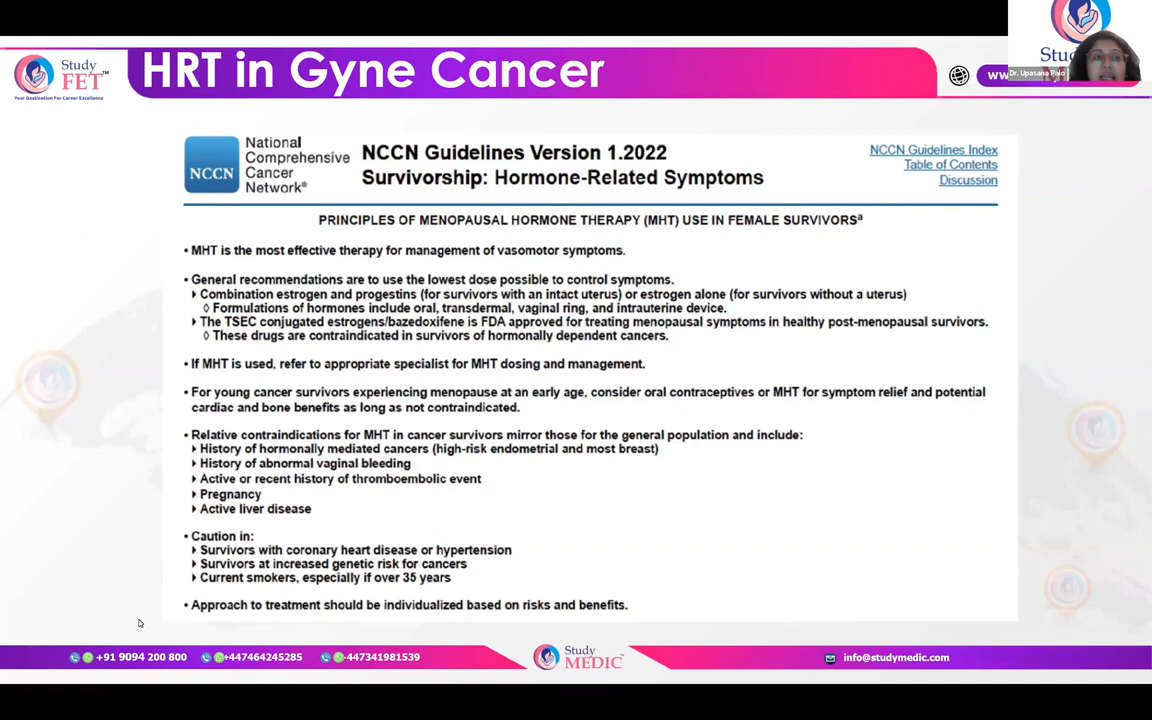 Study
FET™
Your Destination For Career Excellence
HRT in Gyne Cancer
Dr. Upasana
NCCN
National
Comprehensive
Cancer
Network®
NCCN Guidelines Version 1.2022
Survivorship: Hormone-Related Symptoms
NCCN Guidelines Index
Table of Contents
Discussion
PRINCIPLES OF MENOPAUSAL HORMONE THERAPY (MHT) USE IN FEMALE SURVIVORSa
• MHT is the most effective therapy for management of vasomotor symptoms.
• General recommendations are to use the lowest dose possible to control symptoms.
Combination estrogen and progestins (for survivors with an intact uterus) or estrogen alone (for survivors without a uterus)
◊ Formulations of hormones include oral, transdermal, vaginal ring, and intrauterine device.
The TSEC conjugated estrogens/bazedoxifene is FDA approved for treating menopausal symptoms in healthy post-menopausal survivors.
◊ These drugs are contraindicated in survivors of hormonally dependent cancers.
• If MHT is used, refer to appropriate specialist for MHT dosing and management.
• For young cancer survivors experiencing menopause at an early age, consider oral contraceptives or MHT for symptom relief and potential
cardiac and bone benefits as long as not contraindicated.
• Relative contraindications for MHT in cancer survivors mirror those for the general population and include:
History of hormonally mediated cancers (high-risk endometrial and most breast)
History of abnormal vaginal bleeding
Active or recent history of thromboembolic event
Pregnancy
Active liver disease
• Caution in:
Survivors with coronary heart disease or hypertension
Survivors at increased genetic risk for cancers
Current smokers, especially if over 35 years
• Approach to treatment should be individualized based on risks and benefits.
+91 9094 200 800
+447464245285
+447341981539
Study
MEDIC
info@studymedic.com